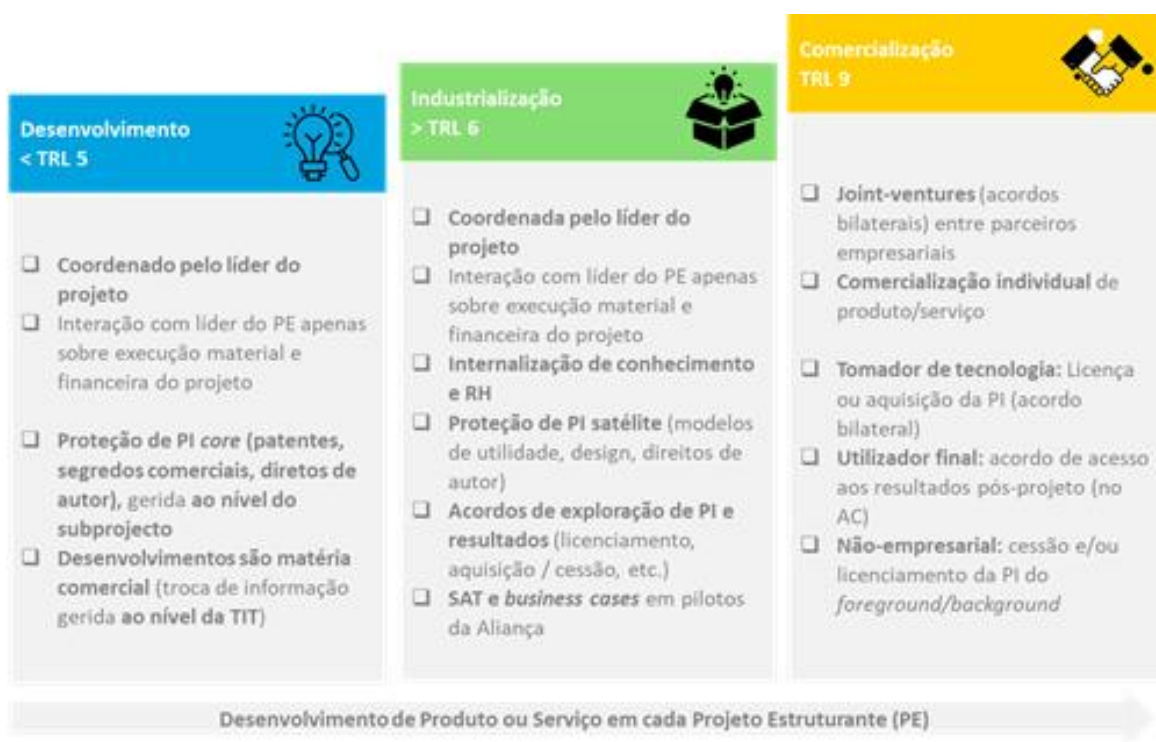 Desenvolvimento
< TRL 5
❑ Coordenado pelo líder do
projeto
❑ Interação com líder do PE apenas
sobre execução material e
financeira do projeto
❑ Proteção de PI core (patentes,
segredos comerciais, diretos de
autor), gerida ao nível do
subprojecto
❑ Desenvolvimentos são matéria
comercial (troca de informação
gerida ao nível da TIT)
Industrialização
> TRL 6
❑ Coordenada pelo líder do
projeto
❑ Interação com líder do PE apenas
sobre execução material e
financeira do projeto
❑ Internalização de conhecimento
e RH
❑ Proteção de PI satélite (modelos
de utilidade, design, direitos de
autor)
❑ Acordos de exploração de PI e
resultados (licenciamento,
aquisição / cessão, etc.)
❑ SAT e business cases em pilotos
da Aliança
Comercialização
TRL 9
❑ Joint-ventures (acordos
bilaterais) entre parceiros
empresariais
❑ Comercialização individual de
produto/serviço
❑ Tomador de tecnologia: Licença
ou aquisição da PI (acordo
bilateral)
❑ Utilizador final: acordo de acesso
aos resultados pós-projeto (no
AC)
❑ Não-empresarial: cessão e/ou
licenciamento da PI do
foreground/background
Desenvolvimento de Produto ou Serviço em cada Projeto Estruturante (PE)